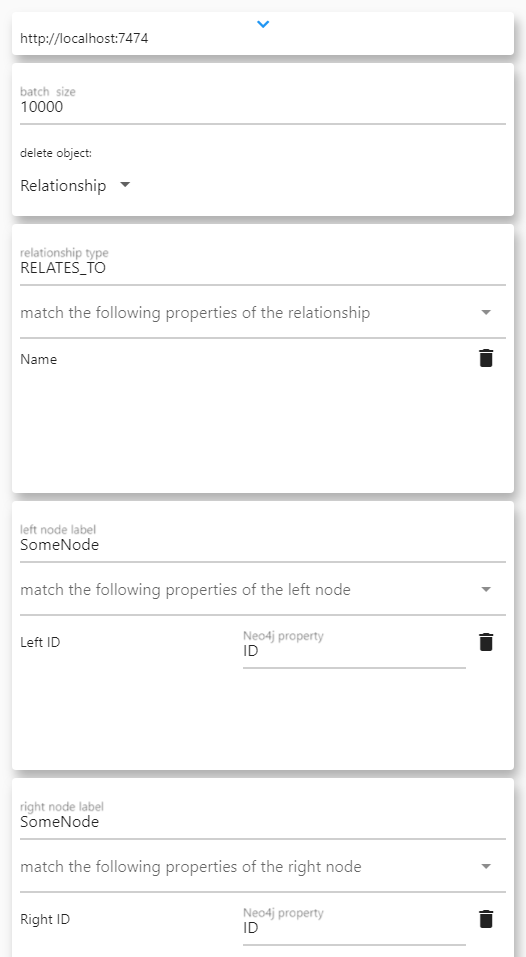 http://localhost:7474
batch_size
10000
delete object:
Relationship
relationship type
RELATES_TO
match the following properties of the relationship
Name
left node label
SomeNode
match the following properties of the left node
Left ID
Neo4j property
ID
right node label
SomeNode
match the following properties of the right node
Right ID
Neo4j property
ID